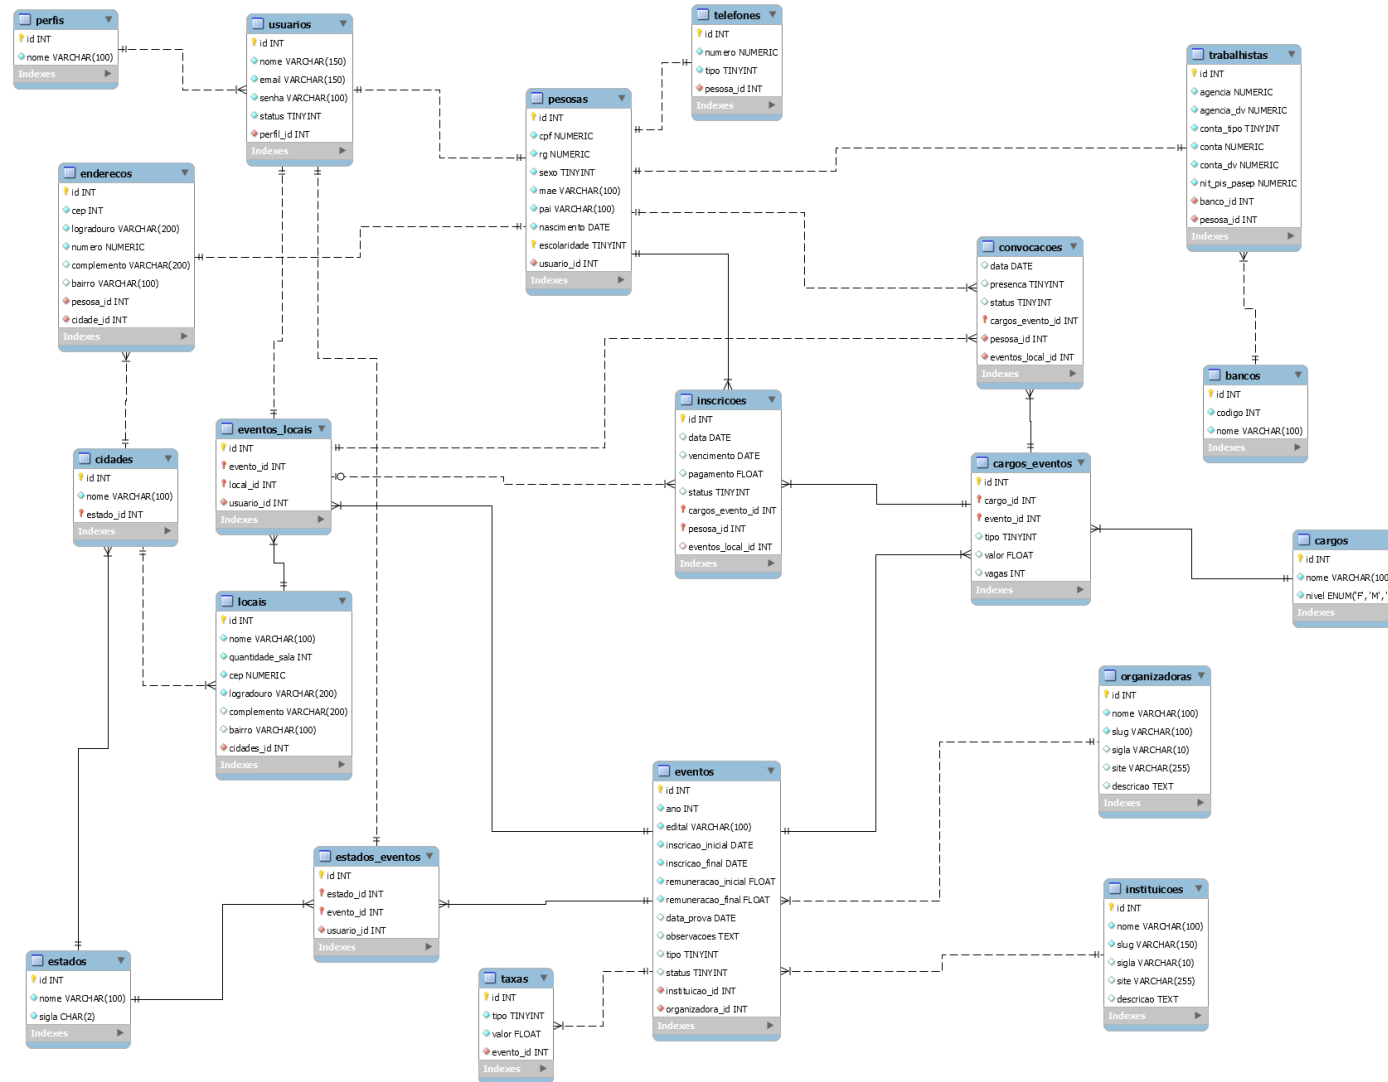 perfis
id INT
nome VARCHAR(100)
Indexes
usuarios
id INT
nome VARCHAR(150)
email VARCHAR(150)
senha VARCHAR(100)
status TINYINT
perfil_id INT
Indexes
telefones
id INT
numero NUMERIC
tipo TINYINT
pesosa_id INT
Indexes
pesosas
id INT
cpf NUMERIC
rg NUMERIC
sexo TINYINT
mae VARCHAR(100)
pai VARCHAR(100)
nascimento DATE
escolaridade TINYINT
usuario_id INT
Indexes
trabalhistas
id INT
agencia NUMERIC
agencia_dv NUMERIC
conta_tipo TINYINT
conta NUMERIC
conta_dv NUMERIC
nit_pis_pasep NUMERIC
banco_id INT
pesosa_id INT
Indexes
enderecos
id INT
cep INT
logradouro VARCHAR(200)
numero NUMERIC
complemento VARCHAR(200)
bairro VARCHAR(100)
pesosa_id INT
cidade_id INT
Indexes
convocacoes
data DATE
presenca TINYINT
status TINYINT
cargos_evento_id INT
pesosa_id INT
eventos_local_id INT
Indexes
bancos
id INT
codigo INT
nome VARCHAR(100)
Indexes
inscricoes
id INT
data DATE
vencimento DATE
pagamento FLOAT
status TINYINT
cargos_evento_id INT
pesosa_id INT
eventos_local_id INT
Indexes
eventos_locais
id INT
evento_id INT
local_id INT
usuario_id INT
Indexes
cidades
id INT
nome VARCHAR(100)
estado_id INT
Indexes
cargos_eventos
id INT
cargo_id INT
evento_id INT
tipo TINYINT
valor FLOAT
vagas INT
Indexes
cargos
id INT
nome VARCHAR(100
nivel ENUM('F', 'M', '
Indexes
locais
id INT
nome VARCHAR(100)
quantidade_sala INT
cep NUMERIC
logradouro VARCHAR(200)
complemento VARCHAR(200)
bairro VARCHAR(100)
cidades_id INT
Indexes
organizadoras
id INT
nome VARCHAR(100)
slug VARCHAR(100)
sigla VARCHAR(10)
site VARCHAR(255)
descricao TEXT
Indexes
eventos
id INT
ano INT
edital VARCHAR(100)
inscricao_inicial DATE
inscricao_final DATE
remuneracao_inicial FLOAT
remuneracao_final FLOAT
data_prova DATE
observacoes TEXT
tipo TINYINT
status TINYINT
instituicao_id INT
organizadora_id INT
Indexes
estados_eventos
id INT
estado_id INT
evento_id INT
usuario_id INT
Indexes
instituicoes
id INT
nome VARCHAR(100)
slug VARCHAR(150)
sigla VARCHAR(10)
site VARCHAR(255)
descricao TEXT
Indexes
estados
id INT
nome VARCHAR(100)
sigla CHAR(2)
Indexes
taxas
id INT
tipo TINYINT
valor FLOAT
evento_id INT
Indexes